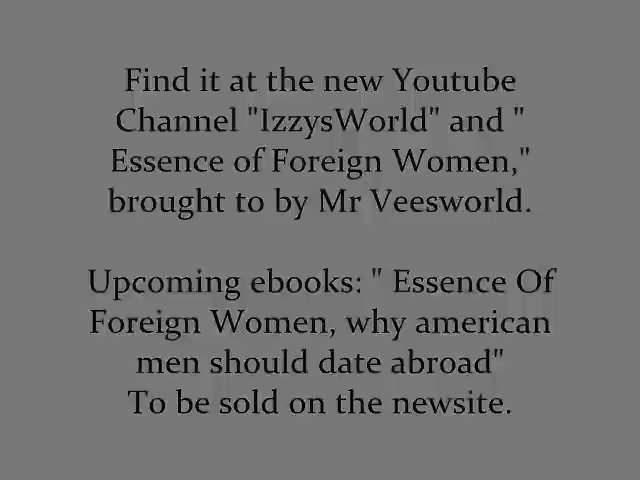 Find it at the new Youtube
Channel "IzzysWorld" and "
Essence of Foreign Women,"
brought to by Mr Veesworld.
Upcoming ebooks: " Essence Of
Foreign Women, why american
men should date abroad"
To be sold on the newsite.